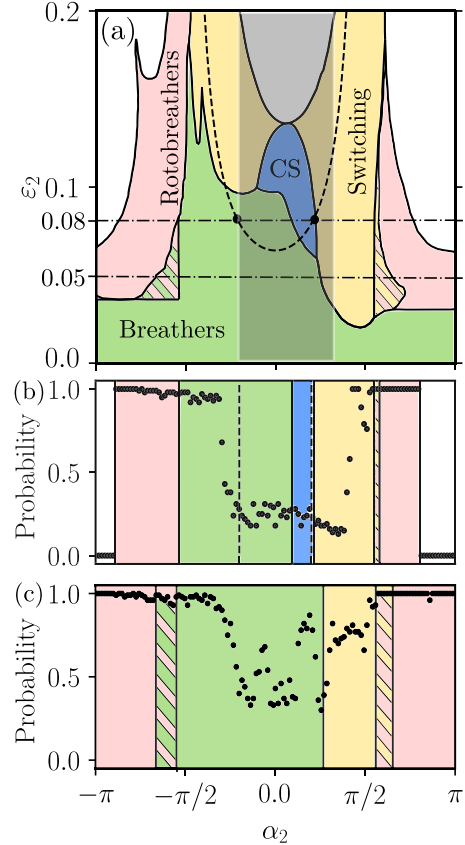 0.2
(a)
Rotobreathers
Switching
CS
ε₂
0.1
0.08
0.05
Breathers
0.0
(b)
1.0
Probability
0.5
0.0
(c)
1.0
Probability
0.5
0.0
−π −π/2 0.0 π/2 π
α₂